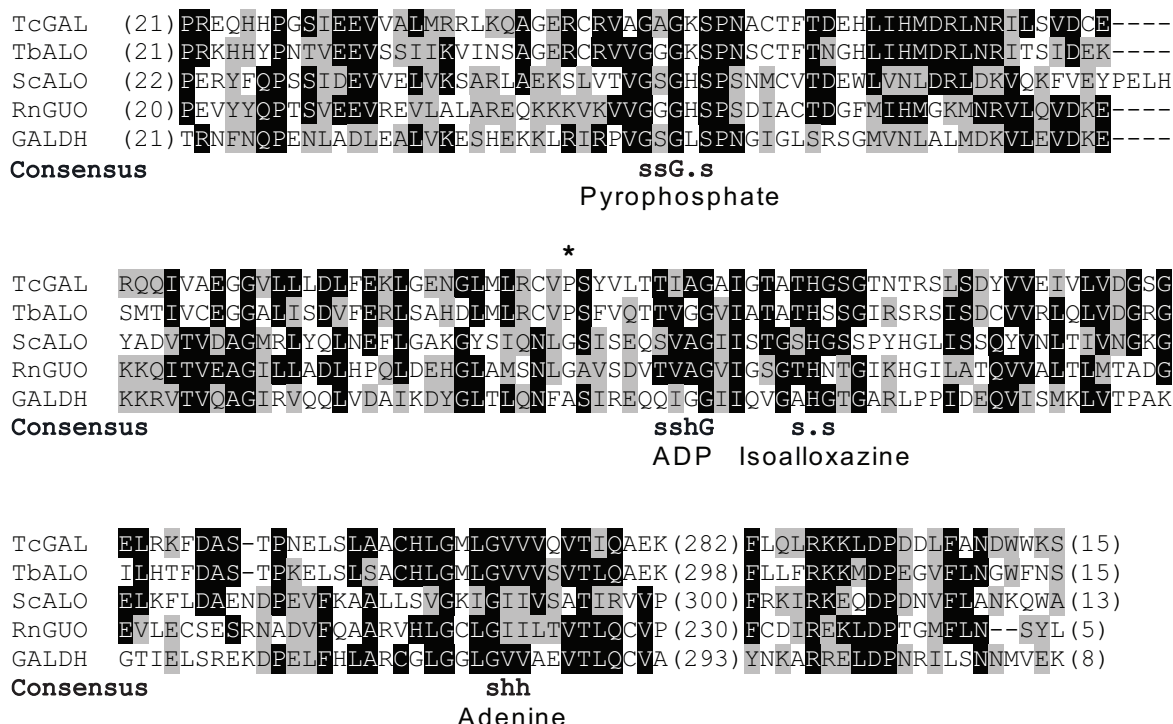 TcGAL (21)PREQHHPGSIEEVVALMRRLKQAGERCRVAGAGKSPNACTFTDEHLIHMDRLNRILSVDCE----
TbALO (21)PRKHHYPNTVEEVSSIIKVINSAGERCRVVGGGKSPNSCTFTNGHLIHMDRLNRITSIDEK----
ScALO (22)PERYFQPSSIDEVVELVKSARLAEKSLVTVGSGHSPSNMCVTDEWLVNLDRLDKVQKFVEYPELH
RnGUO (20)PEVYYQPTSVEEVREVLALAREQKKKVKVVGGGHSPSDIACTDGFMIHMGKMNRVLQVDKE----
GALDH (21)TRNFNQPENLADLEALVKESHEKKLRIRPVGSGLSPNGIGLSRSGMVNLALMDKVLEVDKE----
Consensus ssG.s
Pyrophosphate
*
TcGAL RQQIVAEGGVLLLDLFEKLGENGLMLRCVPSYVLTTIAGAIGTATHGSGTNTRSLSDYVVEIVLVDGSG
TbALO SMTIVCEGGALISDVFERLSAHDLMLRCVPSFVQTTVGGVIATATHSSGIRSRSISDCVVRLQLVDGRG
ScALO YADVTVDAGMRLYQLNEFLGAKGYSIQNLGSISEQSVAGIISTGSHGSSPYHGLISSQYVNLTIVNGKG
RnGUO KKQITVEAGILLADLHPQLDEHGLAMSNLGAVSDVTVAGVIGSGTHNTGIKHGILATQVVALTLMTADG
GALDH KKRVTVQAGIRVQQLVDAIKDYGLTLQNFASIREQQIGGIIQVGAHGTGARLPPIDEQVISMKLVTPAK
Consensus sshG s.s
ADP Isoalloxazine
TcGAL ELRKFDAS-TPNELSLAACHLGMLGVVVQVTIQAEK(282)FLQLRKKLDPDDLFANDWWKS(15)
TbALO ILHTFDAS-TPKELSLSACHLGMLGVVVSVTLQAEK(298)FLLFRKKMDPEGVFLNGWFNS(15)
ScALO ELKFLDAENDPEVFKAALLSVGKIGIIVSATIRVVP(300)FRKIRKEQDPDNVFLANKQWA(13)
RnGUO EVLECSESRNADVFQAARVHLGCLGIILTVTLQCVP(230)FCDIREKLDPTGMFLN--SYL(5)
GALDH GTIELSREKDPELFHLARCGLGGLGVVAEVTLQCVA(293)YNKARRELDPNRILSNNMVEK(8)
Consensus shh
Adenine